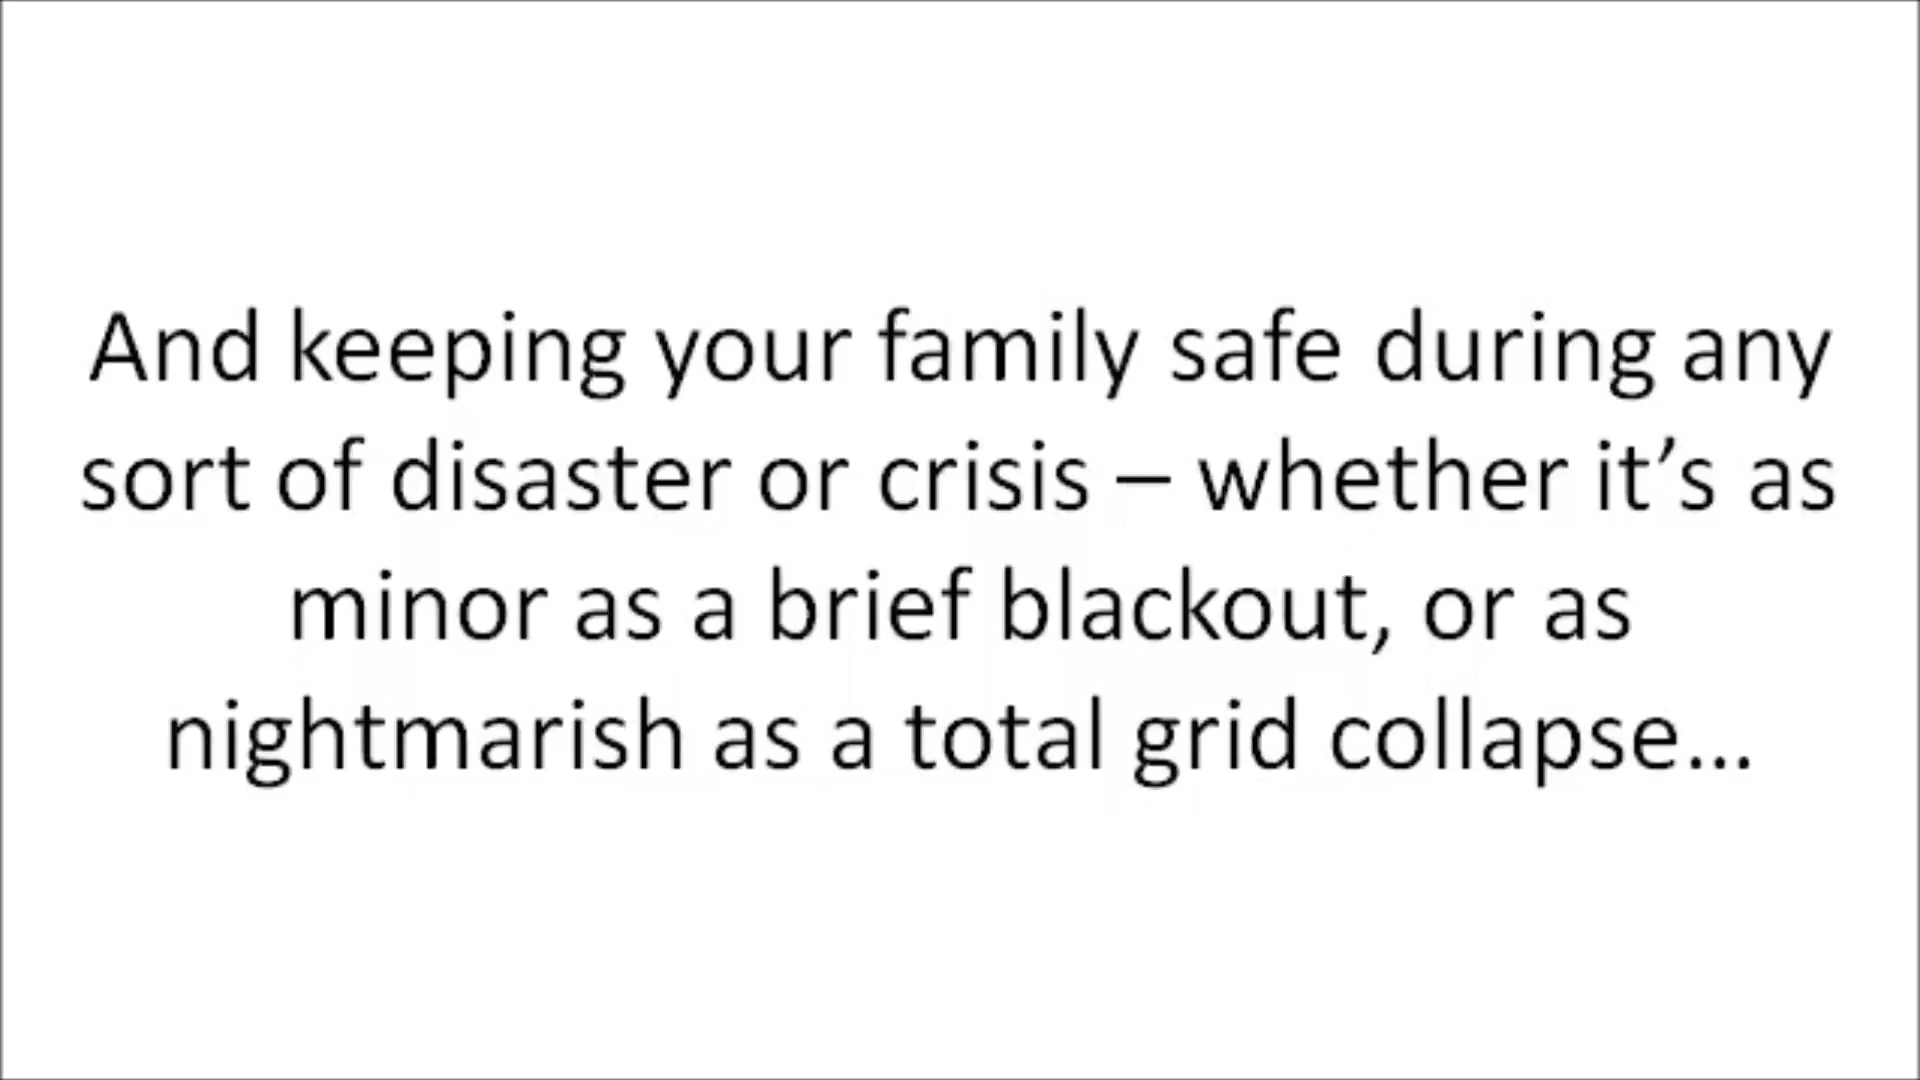 And keeping your family safe during any
sort of disaster or crisis – whether it’s as
minor as a brief blackout, or as
nightmarish as a total grid collapse…